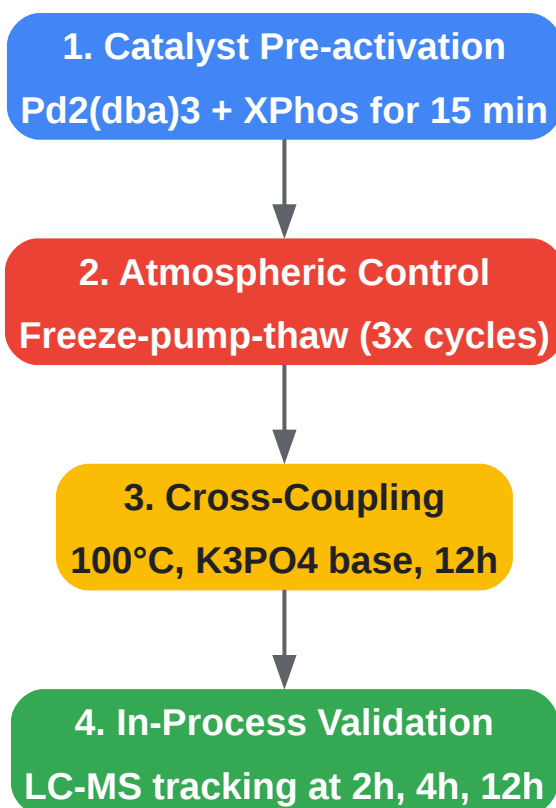 1. Catalyst Pre-activation
Pd2(dba)3 + XPhos for 15 min
2. Atmospheric Control
Freeze-pump-thaw (3x cycles)
3. Cross-Coupling
100°C, K3PO4 base, 12h
4. In-Process Validation
LC-MS tracking at 2h, 4h, 12h